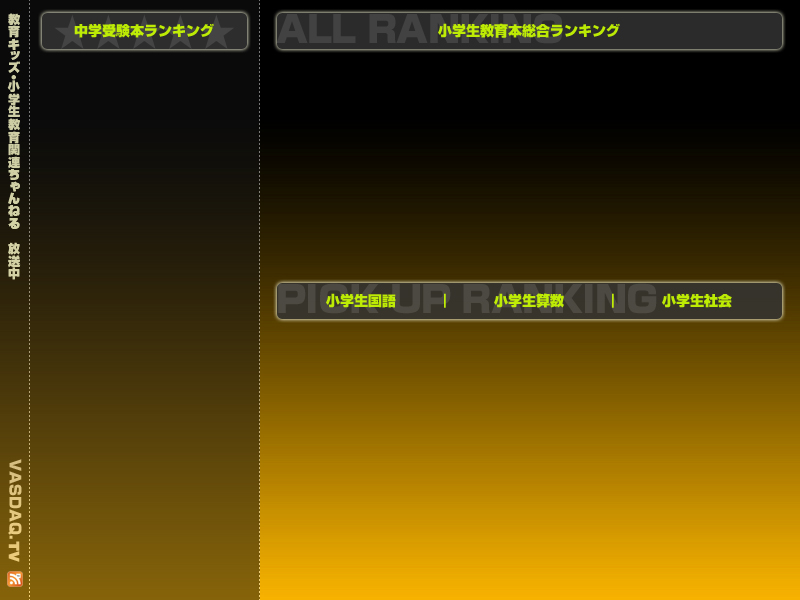 教育キッズ・小学生教育関連ちゃんねる 放送中
VASDAQ.TV
中学受験本ランキング
ALL RANKING
小学生教育本総合ランキング
PICK UP RANKING
小学生国語 | 小学生算数 | 小学生社会